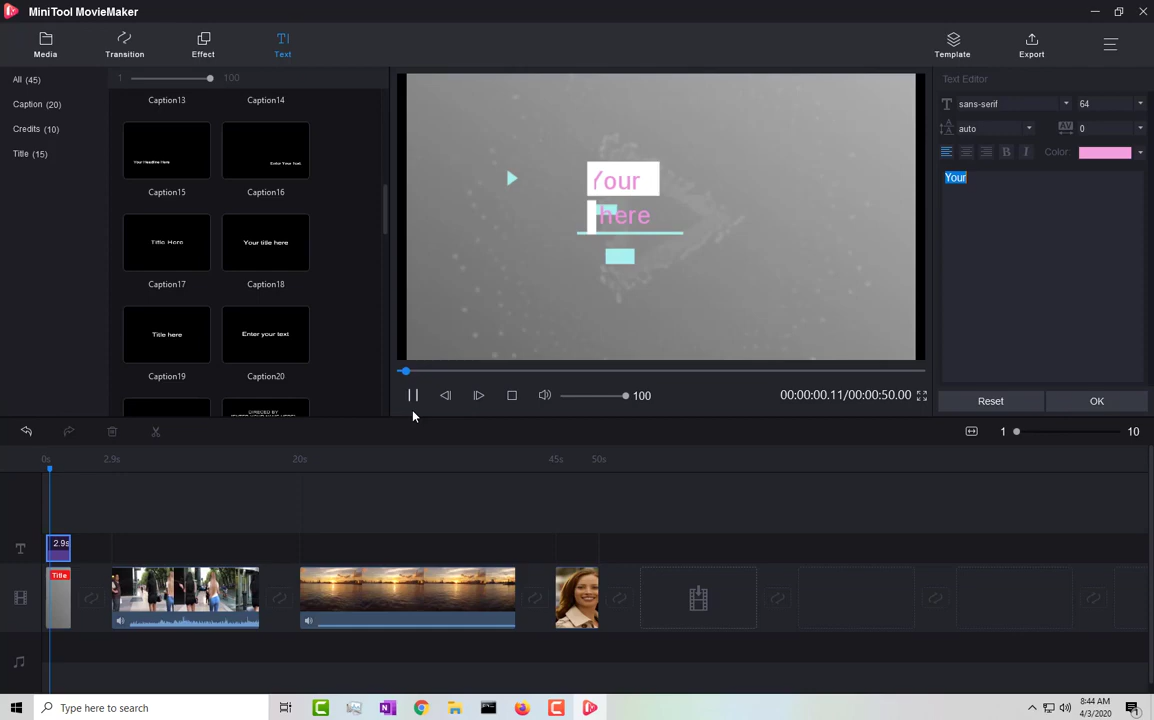 MiniTool MovieMaker
Media
Transition
Effect
Text
Template
Export
All (45)
Caption (20)
Credits (10)
Title (15)
1
100
Caption13
Caption14
Your Headline Here
Enter Your Text
Caption15
Caption16
Title Here
Your title here
Caption17
Caption18
Title here
Enter your text
Caption19
Caption20
DIRECTED BY
Your
here
100
00:00:00.11/00:00:50.00
Text Editor
sans-serif
64
auto
AV
0
B
I
Color:
Your
Reset
OK
1
10
0s
2.9s
20s
45s
50s
2.9s
Title
Type here to search
8:44 AM
4/3/2020